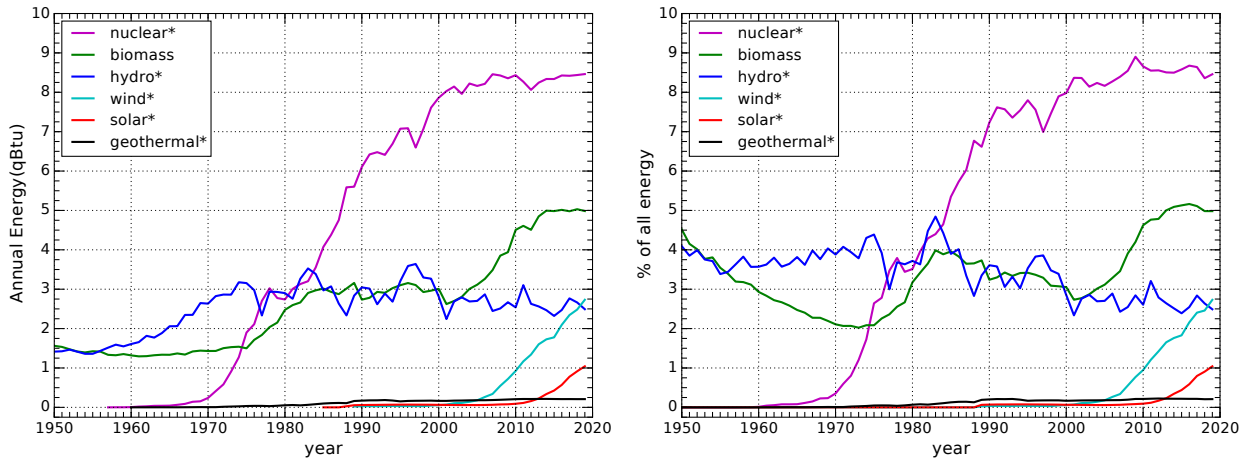 10
9
8
7
6
5
4
3
2
1
0
Annual Energy(qBtu)
nuclear*
biomass
hydro*
wind*
solar*
geothermal*
1950 1960 1970 1980 1990 2000 2010 2020
year
10
9
8
7
6
5
4
3
2
1
0
% of all energy
nuclear*
biomass
hydro*
wind*
solar*
geothermal*
1950 1960 1970 1980 1990 2000 2010 2020
year